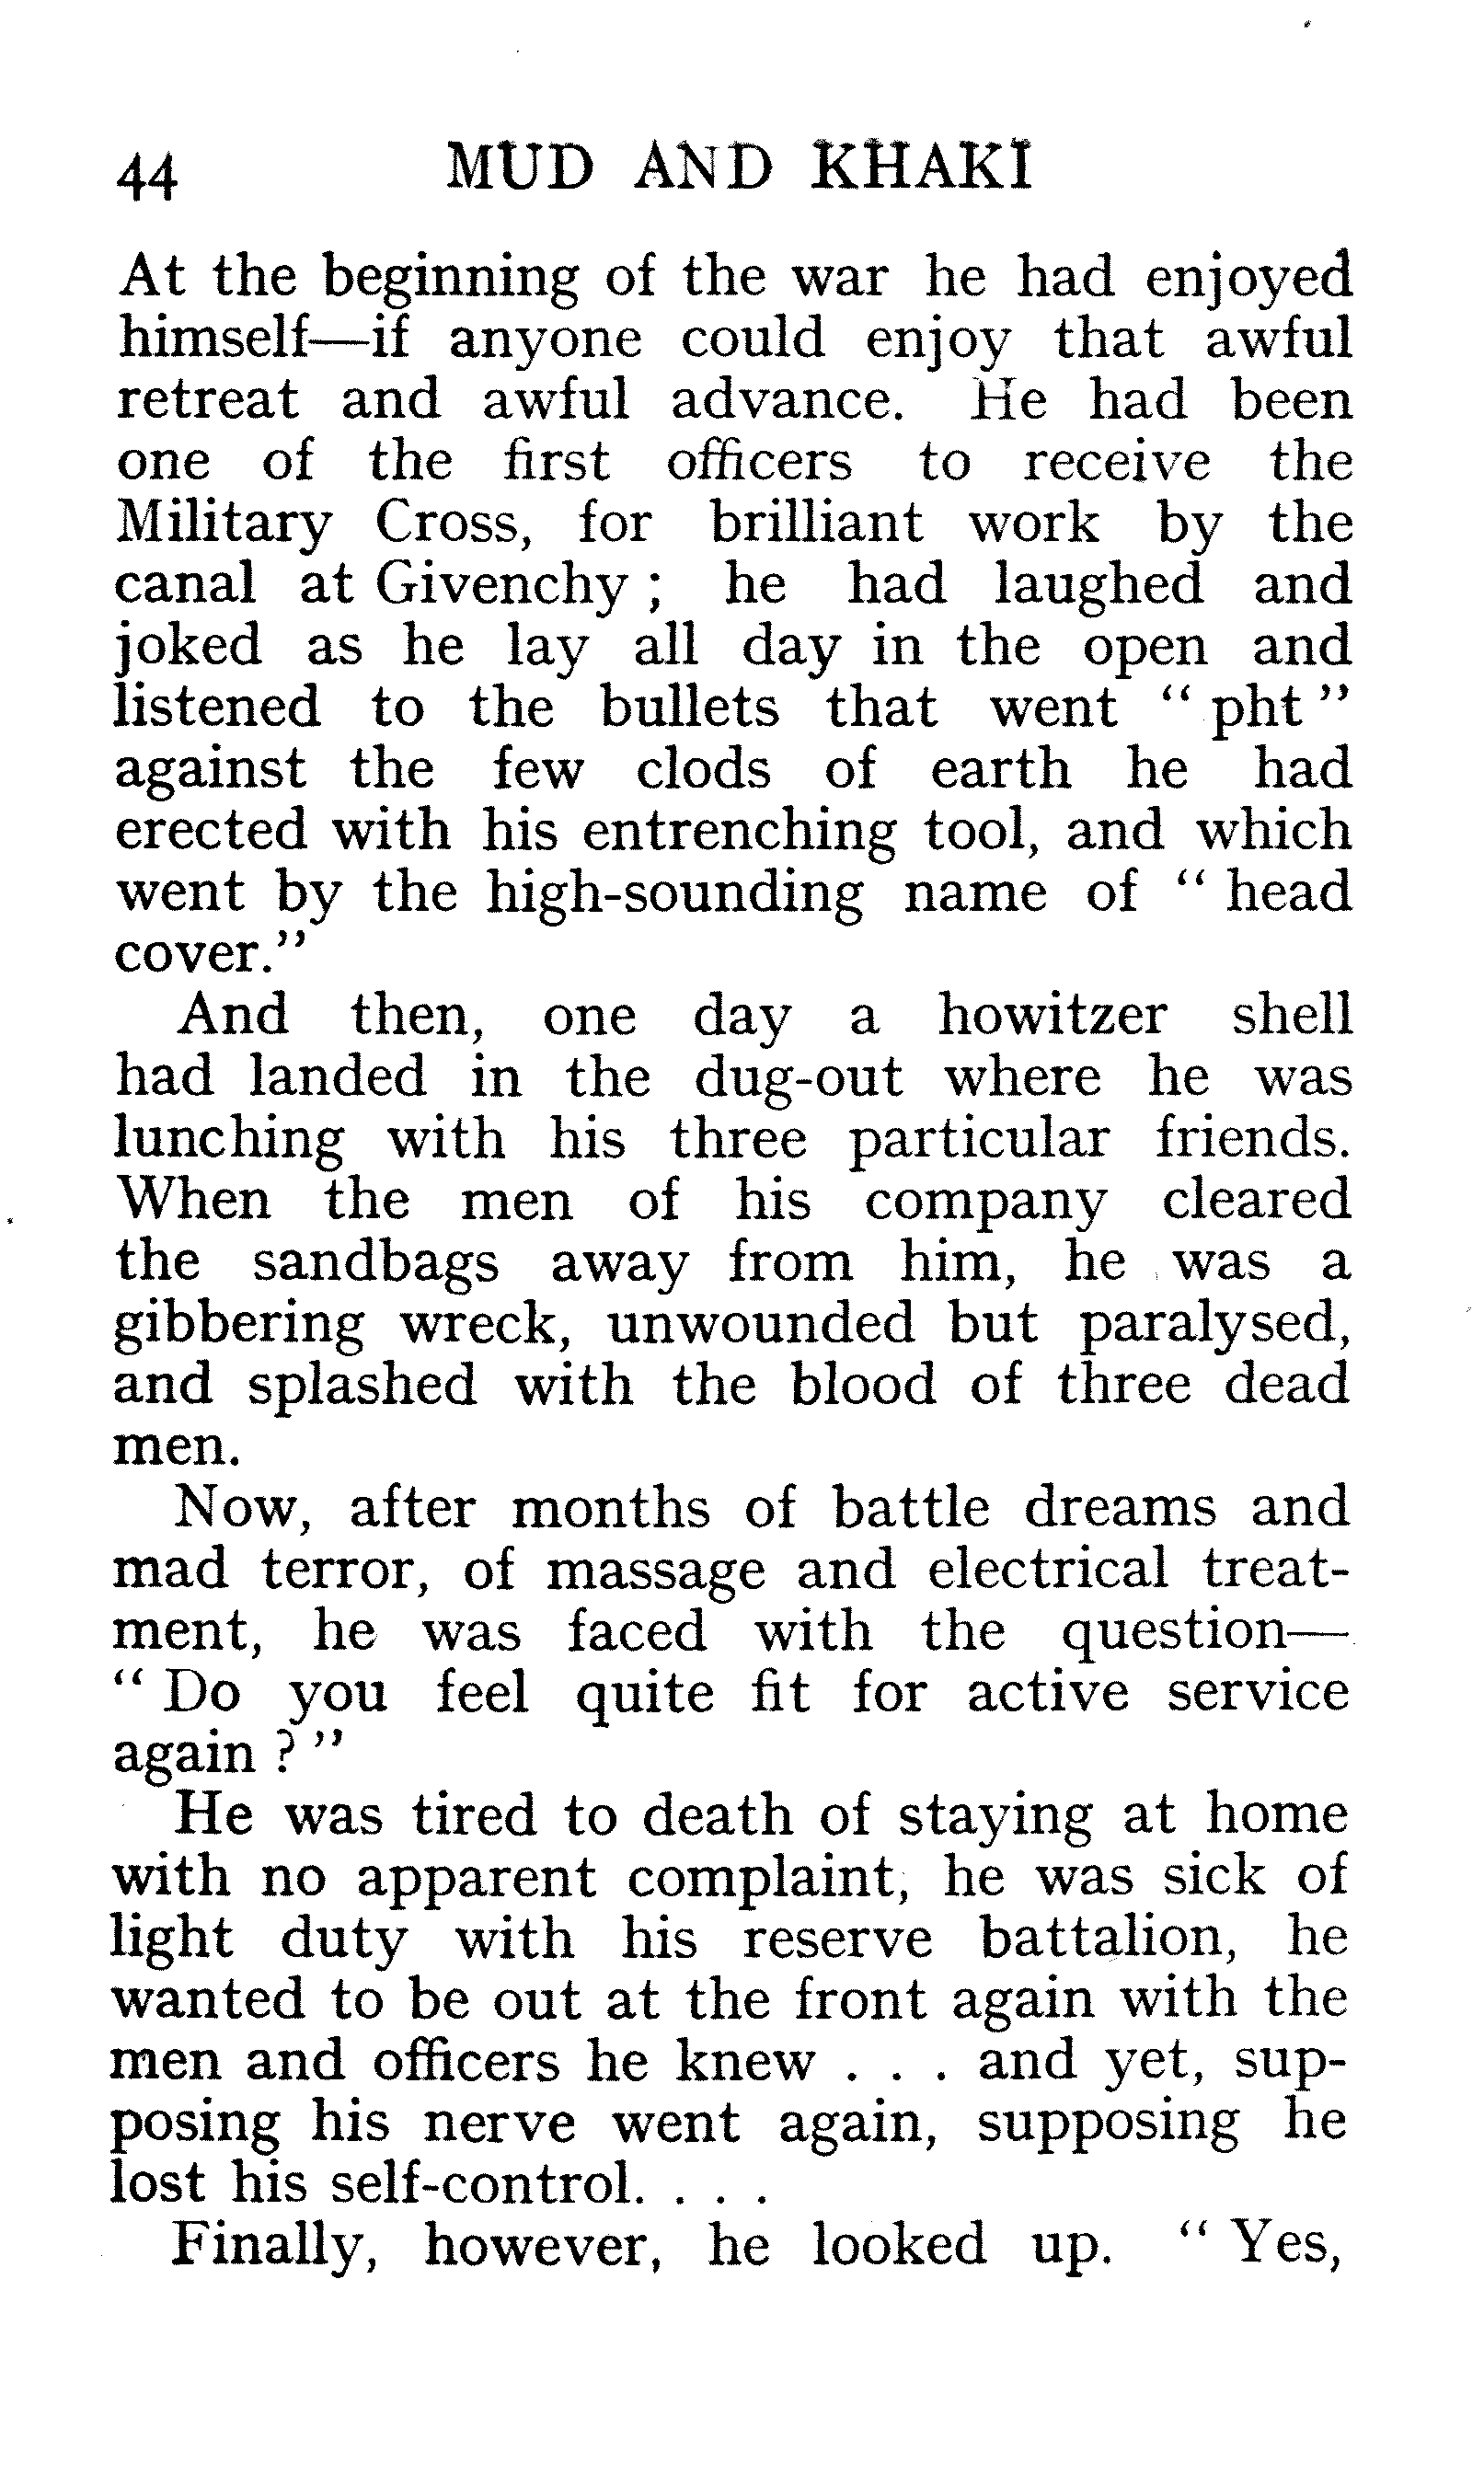 44 MUD AND KHAKI
At the beginning of the war he had enjoyed
himself—if anyone could enjoy that awful
retreat and awful advance. He had been
one of the first officers to receive the
Military Cross, for brilliant work by the
canal at Givenchy ; he had laughed and
joked as he lay all day in the open and
listened to the bullets that went “ pht ”
against the few clods of earth he had
erected with his entrenching tool, and which
went by the high-sounding name of “ head
cover.”
And then, one day a howitzer shell
had landed in the dug-out where he was
lunching with his three particular friends.
When the men of his company cleared
the sandbags away from him, he was a
gibbering wreck, unwounded but paralysed,
and splashed with the blood of three dead
men.
Now, after months of battle dreams and
mad terror, of massage and electrical treat-
ment, he was faced with the question—
“ Do you feel quite fit for active service
again ? ”
He was tired to death of staying at home
with no apparent complaint, he was sick of
light duty with his reserve battalion, he
wanted to be out at the front again with the
men and officers he knew . . . and yet, sup-
posing his nerve went again, supposing he
lost his self-control. . . .
Finally, however, he looked up. “ Yes,